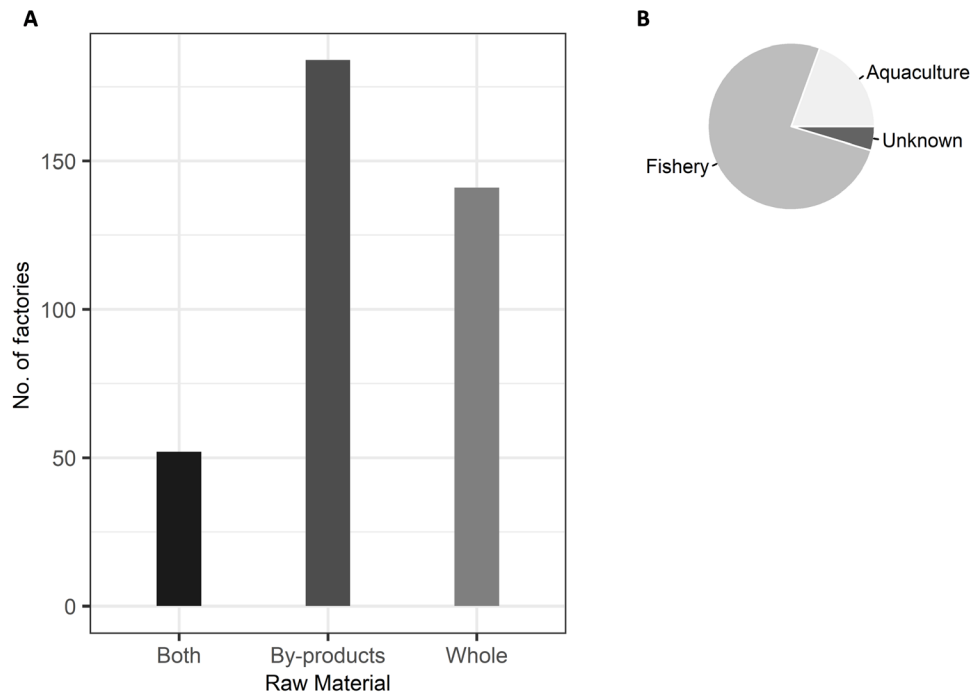 A
No. of factories
150
100
50
0
Both By-products Whole
Raw Material
B
Aquaculture
Unknown
Fishery